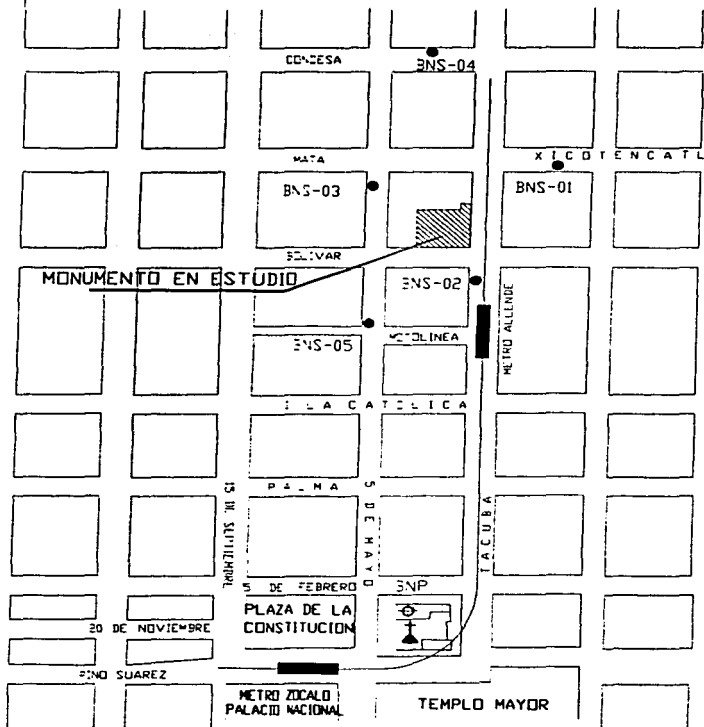 CONDESA
BNS-04
MATA
XICOTENCATL
BNS-03
BNS-01
BOLIVAR
MONUMENTO EN ESTUDIO
BNS-02
METRO ALLENDE
BNS-05
MOTOLINEA
I LA CATOLICA
PALMA
5 DE MAYO
TACUBA
5 DE FEBRERO
BNP
PLAZA DE LA
CONSTITUCION
20 DE NOVIEMBRE
PINO SUAREZ
METRO ZOCALO
PALACIO NACIONAL
TEMPLO MAYOR